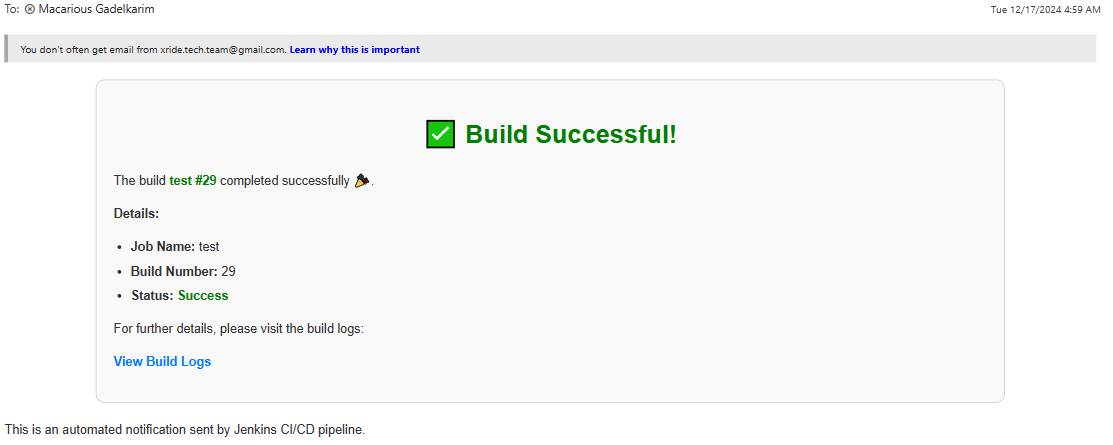 To: Macarious Gadelkarim
Tue 12/17/2024 4:59 AM
You don't often get email from xride.tech.team@gmail.com. Learn why this is important
✅ Build Successful!
The build test #29 completed successfully 🎉.
Details:
• Job Name: test
• Build Number: 29
• Status: Success
For further details, please visit the build logs:
View Build Logs
This is an automated notification sent by Jenkins CI/CD pipeline.